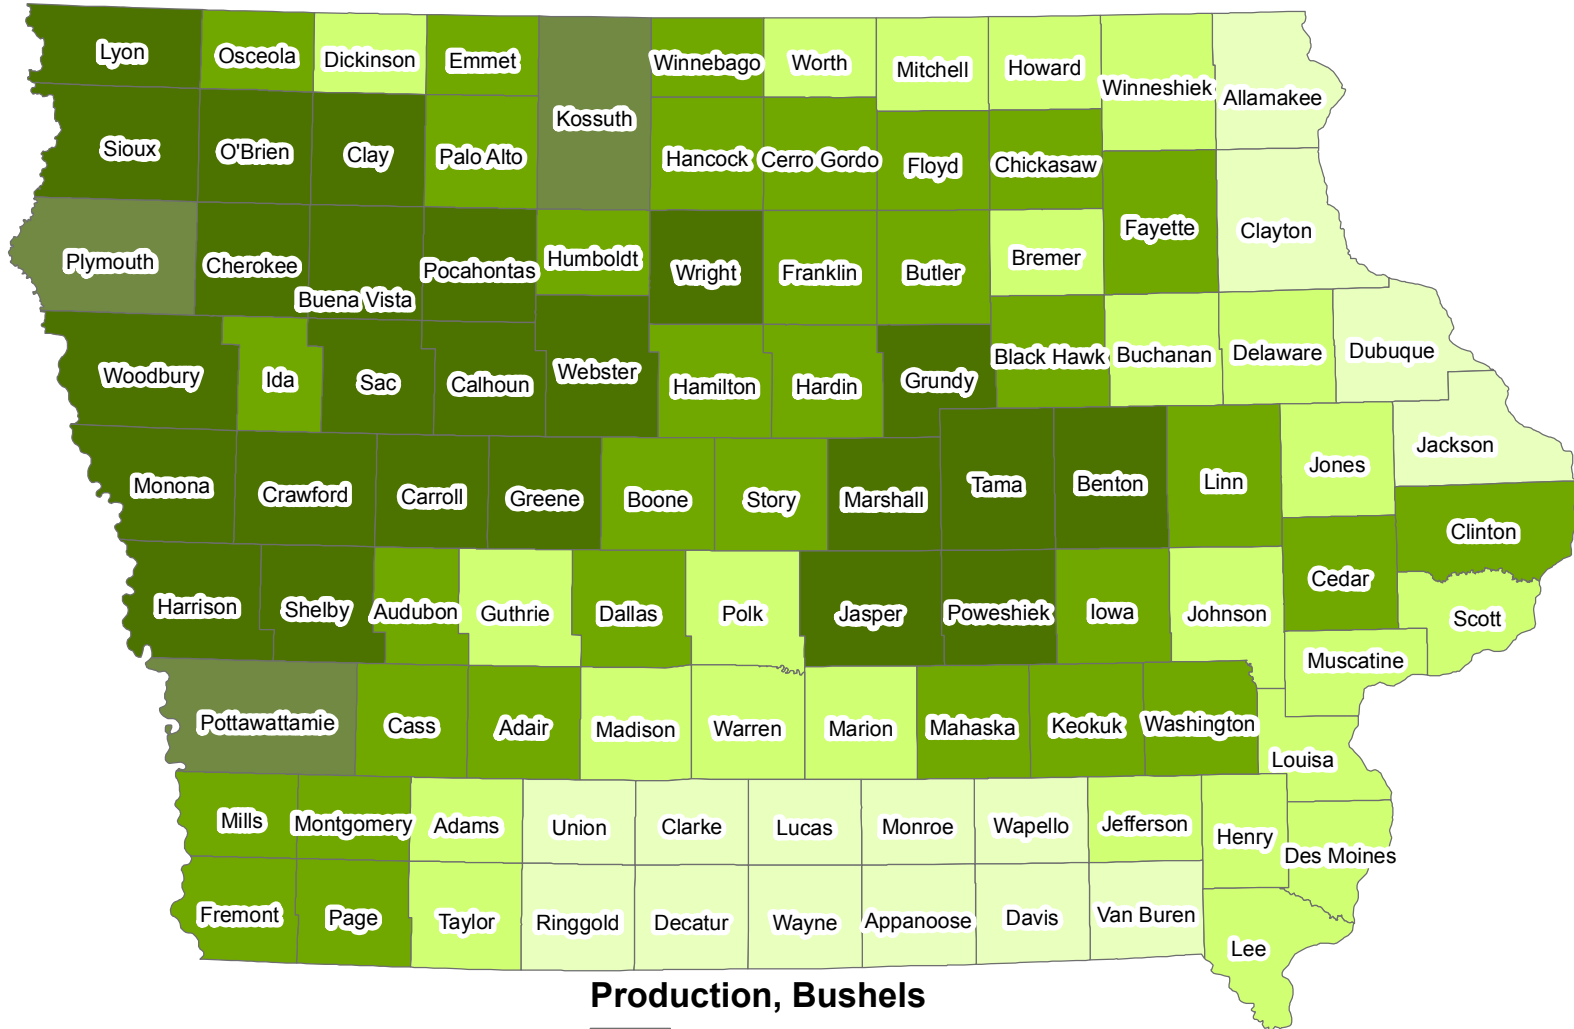 Lyon
Osceola
Dickinson
Emmet
Kossuth
Winnebago
Worth
Mitchell
Howard
Winneshiek
Allamakee
Sioux
O'Brien
Clay
Palo Alto
Hancock
Cerro Gordo
Floyd
Chickasaw
Fayette
Clayton
Plymouth
Cherokee
Buena Vista
Pocahontas
Humboldt
Wright
Franklin
Butler
Bremer
Woodbury
Ida
Sac
Calhoun
Webster
Hamilton
Hardin
Grundy
Black Hawk
Buchanan
Delaware
Dubuque
Monona
Crawford
Carroll
Greene
Boone
Story
Marshall
Tama
Benton
Linn
Jones
Jackson
Clinton
Harrison
Shelby
Audubon
Guthrie
Dallas
Polk
Jasper
Poweshiek
Iowa
Johnson
Cedar
Scott
Muscatine
Pottawattamie
Cass
Adair
Madison
Warren
Marion
Mahaska
Keokuk
Washington
Louisa
Mills
Montgomery
Adams
Union
Clarke
Lucas
Monroe
Wapello
Jefferson
Henry
Des Moines
Fremont
Page
Taylor
Ringgold
Decatur
Wayne
Appanoose
Davis
Van Buren
Lee
Production, Bushels